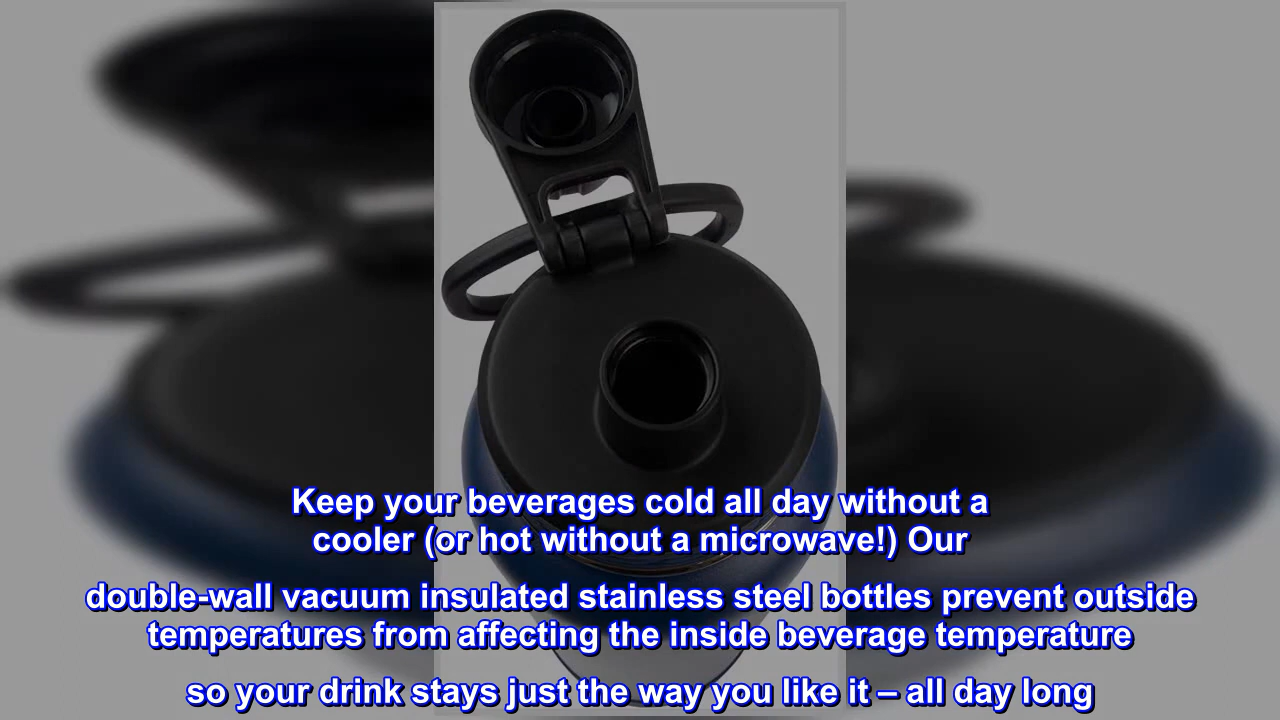 Keep your beverages cold all day without a
cooler (or hot without a microwave!) Our
double-wall vacuum insulated stainless steel bottles prevent outside
temperatures from affecting the inside beverage temperature
so your drink stays just the way you like it – all day long